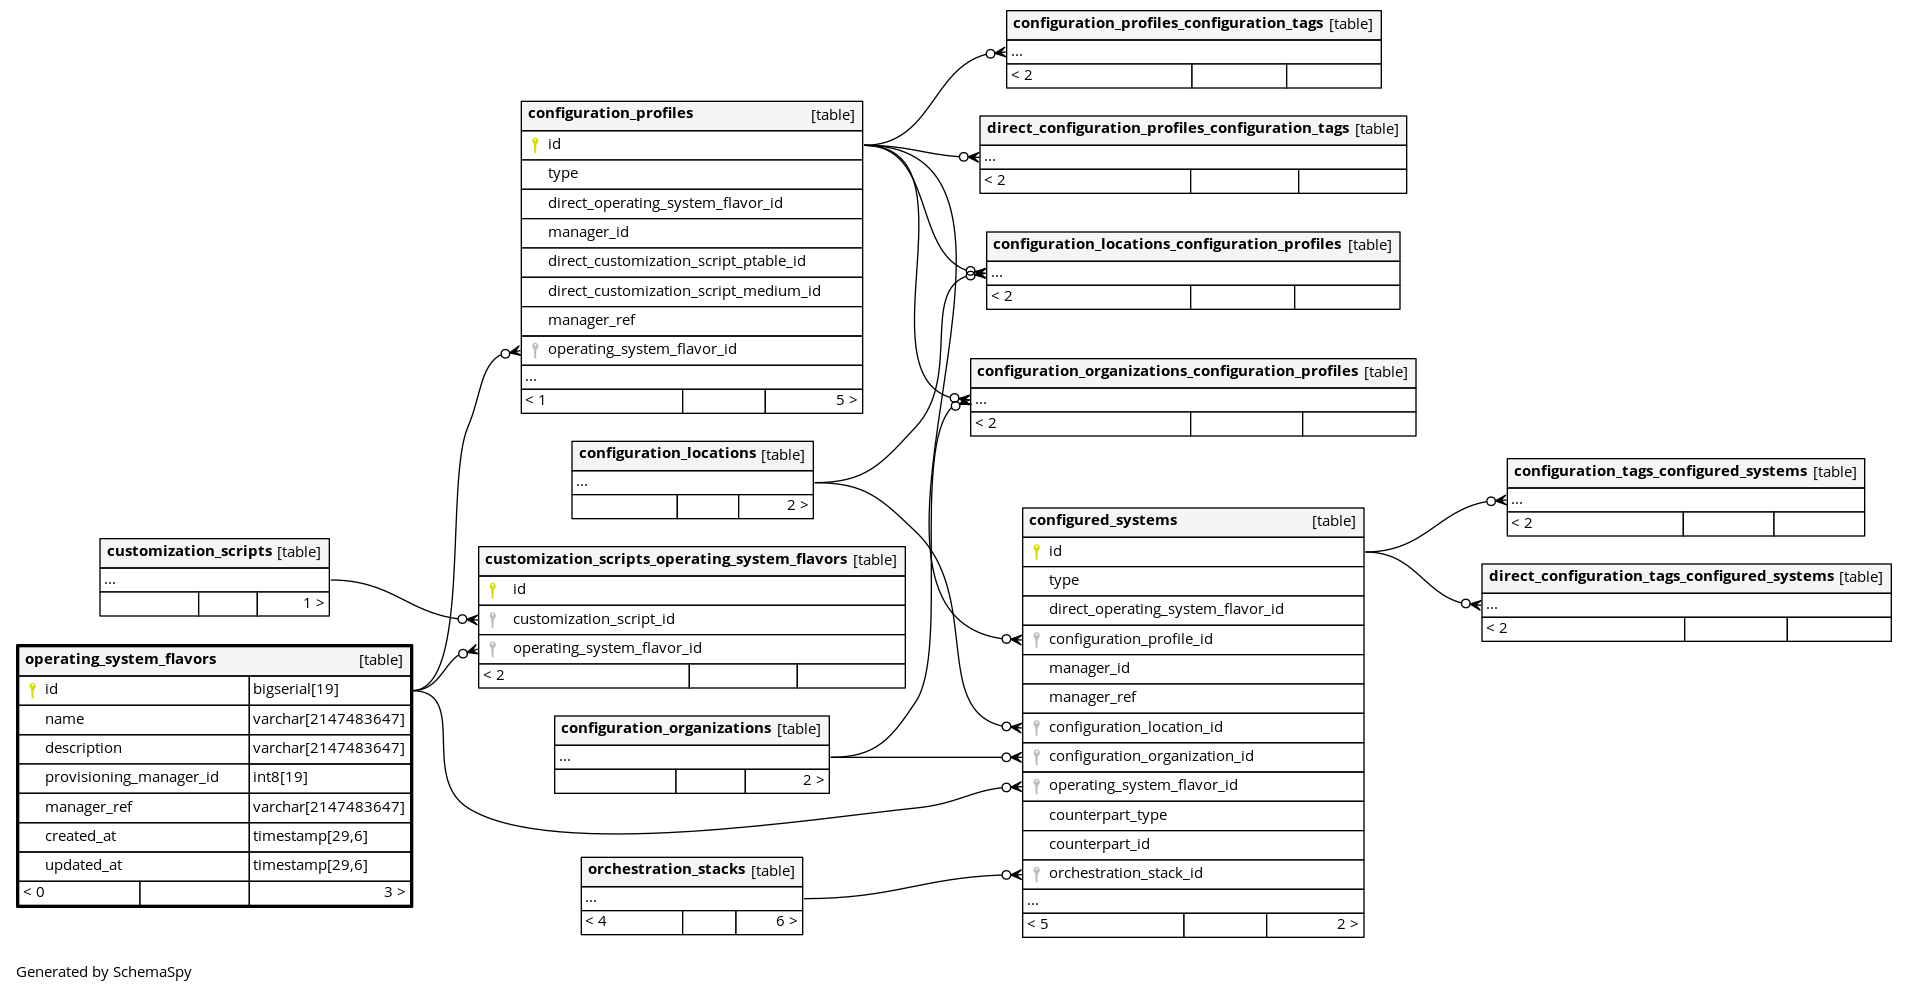 configuration_profiles_configuration_tags [table]
...
< 2
direct_configuration_profiles_configuration_tags [table]
...
< 2
configuration_locations_configuration_profiles [table]
...
< 2
configuration_organizations_configuration_profiles [table]
...
< 2
configuration_profiles [table]
id
type
direct_operating_system_flavor_id
manager_id
direct_customization_script_ptable_id
direct_customization_script_medium_id
manager_ref
operating_system_flavor_id
...
< 1 5 >
configuration_locations [table]
...
2 >
customization_scripts [table]
...
1 >
customization_scripts_operating_system_flavors [table]
id
customization_script_id
operating_system_flavor_id
< 2
operating_system_flavors [table]
id bigserial[19]
name varchar[2147483647]
description varchar[2147483647]
provisioning_manager_id int8[19]
manager_ref varchar[2147483647]
created_at timestamp[29,6]
updated_at timestamp[29,6]
< 0 3 >
configuration_organizations [table]
...
2 >
orchestration_stacks [table]
...
< 4 6 >
configured_systems [table]
id
type
direct_operating_system_flavor_id
configuration_profile_id
manager_id
manager_ref
configuration_location_id
configuration_organization_id
operating_system_flavor_id
counterpart_type
counterpart_id
orchestration_stack_id
...
< 5 2 >
configuration_tags_configured_systems [table]
...
< 2
direct_configuration_tags_configured_systems [table]
...
< 2
Generated by SchemaSpy